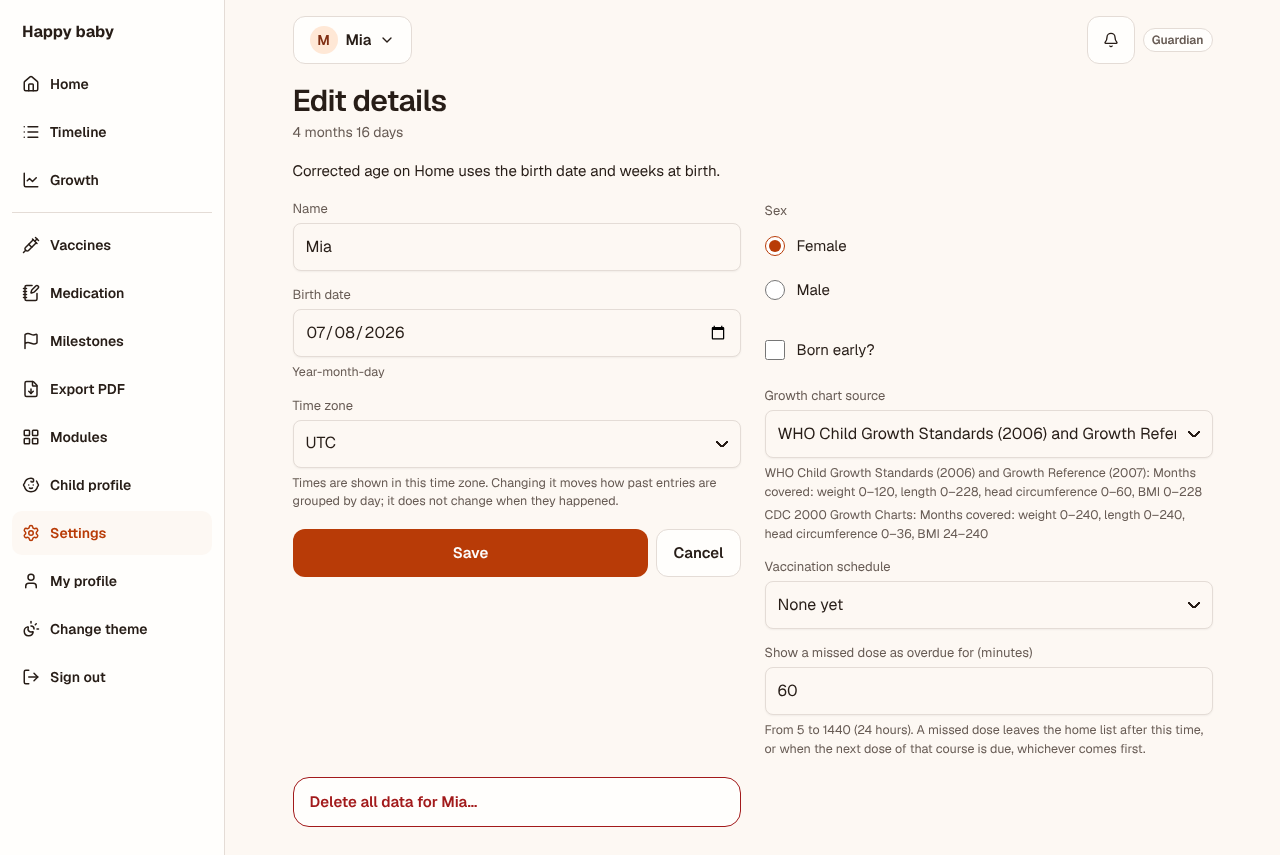 Happy baby
Home
Timeline
Growth
Vaccines
Medication
Milestones
Export PDF
Modules
Child profile
Settings
My profile
Change theme
Sign out
M Mia
Guardian
Edit details
4 months 16 days
Corrected age on Home uses the birth date and weeks at birth.
Name
Mia
Birth date
07/08/2026
Year-month-day
Time zone
UTC
Times are shown in this time zone. Changing it moves how past entries are
grouped by day; it does not change when they happened.
Save
Cancel
Sex
Female
Male
Born early?
Growth chart source
WHO Child Growth Standards (2006) and Growth Refer
WHO Child Growth Standards (2006) and Growth Reference (2007): Months
covered: weight 0–120, length 0–228, head circumference 0–60, BMI 0–228
CDC 2000 Growth Charts: Months covered: weight 0–240, length 0–240,
head circumference 0–36, BMI 24–240
Vaccination schedule
None yet
Show a missed dose as overdue for (minutes)
60
From 5 to 1440 (24 hours). A missed dose leaves the home list after this time,
or when the next dose of that course is due, whichever comes first.
Delete all data for Mia…